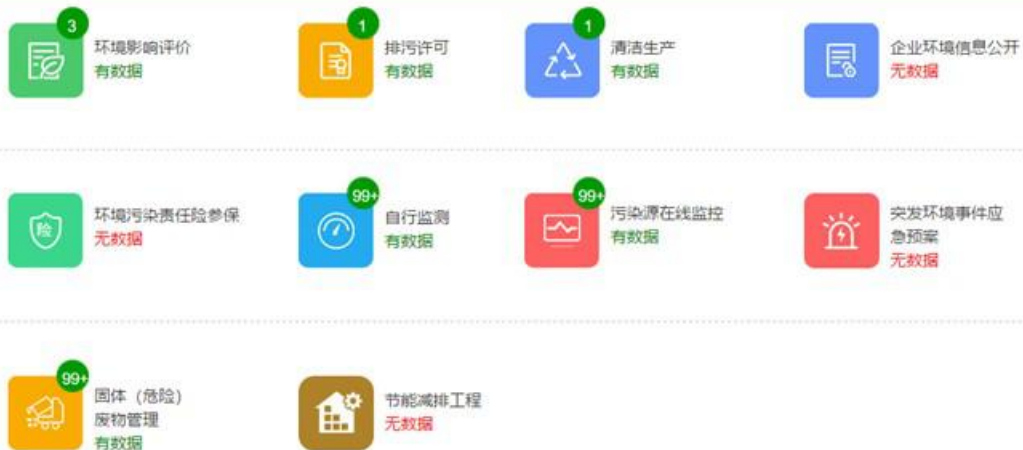 3
环境影响评价
有数据
1
排污许可
有数据
1
清洁生产
有数据
企业环境信息公开
无数据
险
环境污染责任险参保
无数据
99+
自行监测
有数据
99+
污染源在线监控
有数据
突发环境事件应
急预案
无数据
99+
固体（危险）
废物管理
有数据
节能减排工程
无数据